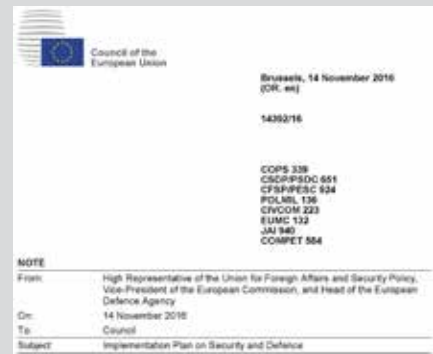 Council of the
European Union
Brussels, 14 November 2016
(OR. en)
14392/16
COPS 339
CSDP/PSDC 651
CFSP/PESC 924
POLMIL 136
CIVCOM 223
EUMC 132
JAI 940
COMPET 584
NOTE
From: High Representative of the Union for Foreign Affairs and Security Policy,
Vice-President of the European Commission, and Head of the European
Defence Agency
On: 14 November 2016
To: Council
Subject: Implementation Plan on Security and Defence